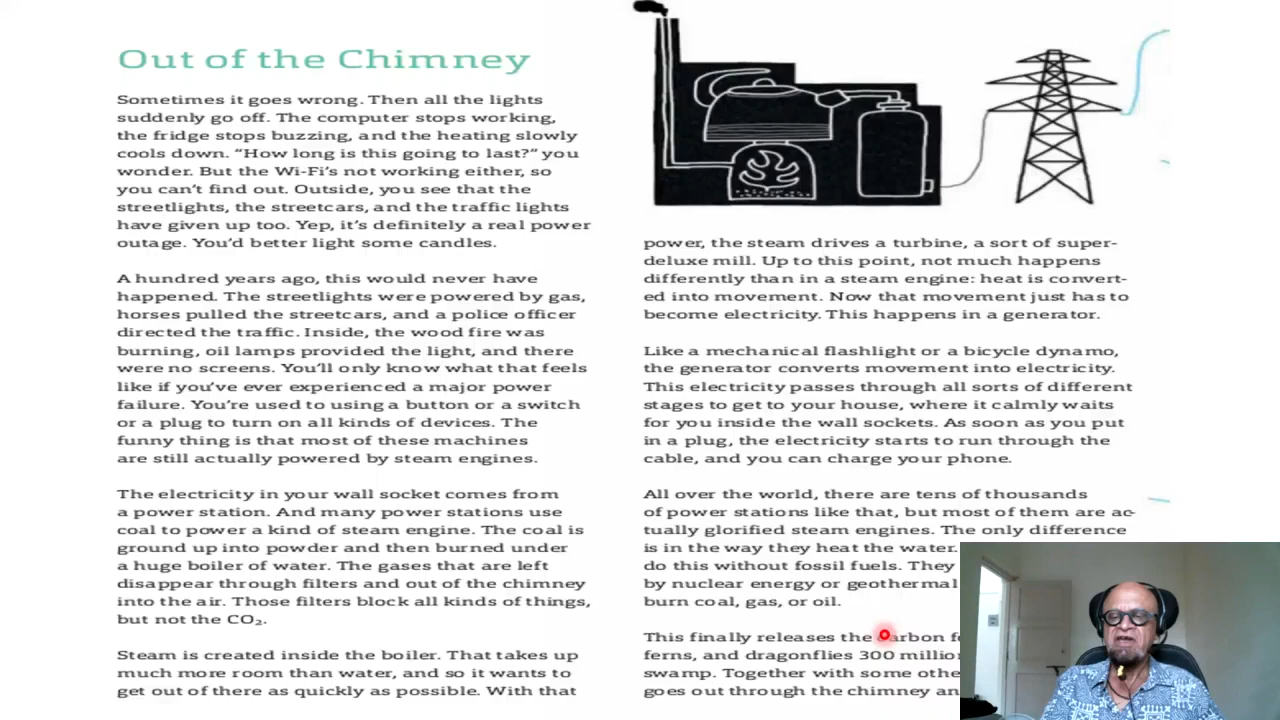 Out of the Chimney
Sometimes it goes wrong. Then all the lights
suddenly go off. The computer stops working,
the fridge stops buzzing, and the heating slowly
cools down. “How long is this going to last?” you
wonder. But the Wi-Fi’s not working either, so
you can’t find out. Outside, you see that the
streetlights, the streetcars, and the traffic lights
have given up too. Yep, it’s definitely a real power
outage. You’d better light some candles.
A hundred years ago, this would never have
happened. The streetlights were powered by gas,
horses pulled the streetcars, and a police officer
directed the traffic. Inside, the wood fire was
burning, oil lamps provided the light, and there
were no screens. You’ll only know what that feels
like if you’ve ever experienced a major power
failure. You’re used to using a button or a switch
or a plug to turn on all kinds of devices. The
funny thing is that most of these machines
are still actually powered by steam engines.
The electricity in your wall socket comes from
a power station. And many power stations use
coal to power a kind of steam engine. The coal is
ground up into powder and then burned under
a huge boiler of water. The gases that are left
disappear through filters and out of the chimney
into the air. Those filters block all kinds of things,
but not the CO₂.
Steam is created inside the boiler. That takes up
much more room than water, and so it wants to
get out of there as quickly as possible. With that
power, the steam drives a turbine, a sort of super-
deluxe mill. Up to this point, not much happens
differently than in a steam engine: heat is convert-
ed into movement. Now that movement just has to
become electricity. This happens in a generator.
Like a mechanical flashlight or a bicycle dynamo,
the generator converts movement into electricity.
This electricity passes through all sorts of different
stages to get to your house, where it calmly waits
for you inside the wall sockets. As soon as you put
in a plug, the electricity starts to run through the
cable, and you can charge your phone.
All over the world, there are tens of thousands
of power stations like that, but most of them are ac-
tually glorified steam engines. The only difference
is in the way they heat the water.
do this without fossil fuels. They
by nuclear energy or geothermal
burn coal, gas, or oil.
This finally releases the carbon
ferns, and dragonflies 300
swamp. Together with some
goes out through the chimney